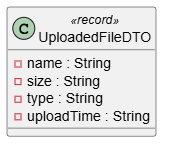 «record»
C UploadedFileDTO
name : String
size : String
type : String
uploadTime : String